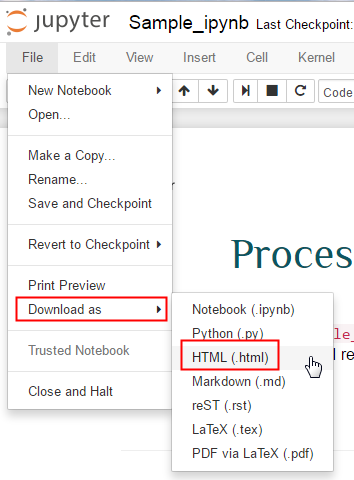 jupyter Sample_ipynb Last Checkpoint:
File Edit View Insert Cell Kernel
Code
New Notebook
Open...
Make a Copy...
Rename...
Save and Checkpoint
Revert to Checkpoint
Proces
Print Preview
Download as
Trusted Notebook
Close and Halt
Notebook (.ipynb)
Python (.py)
HTML (.html)
Markdown (.md)
reST (.rst)
LaTeX (.tex)
PDF via LaTeX (.pdf)